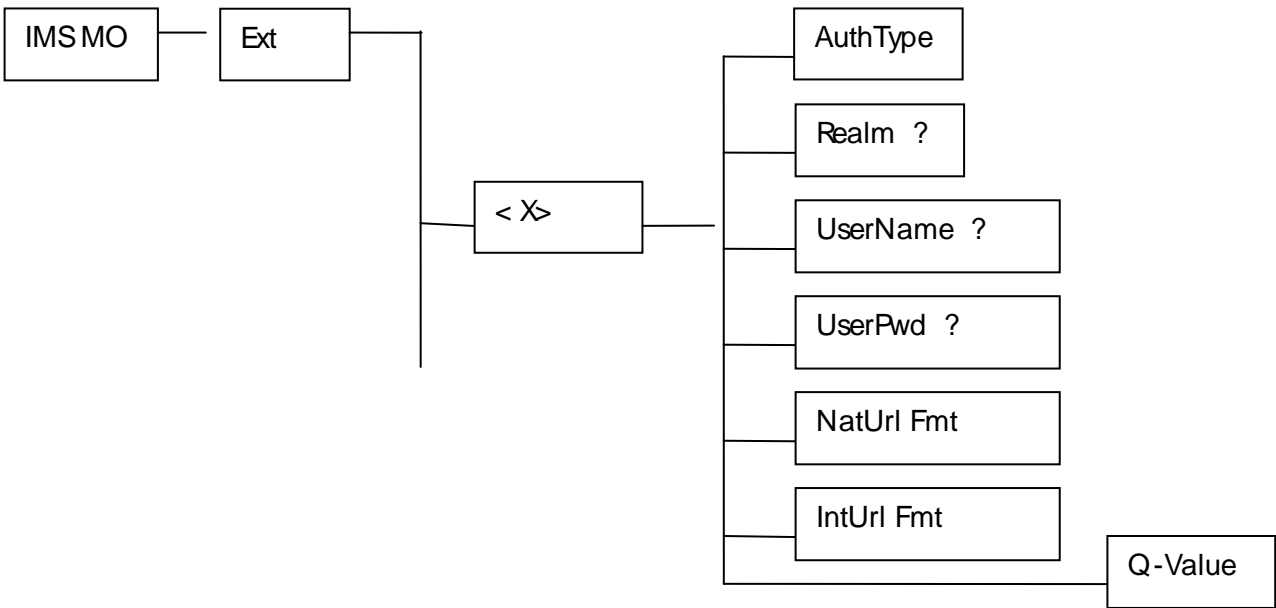 IMS MO
Ext
AuthType
Realm ?
< X>
UserName ?
UserPwd ?
NatUrl Fmt
IntUrl Fmt
Q-Value